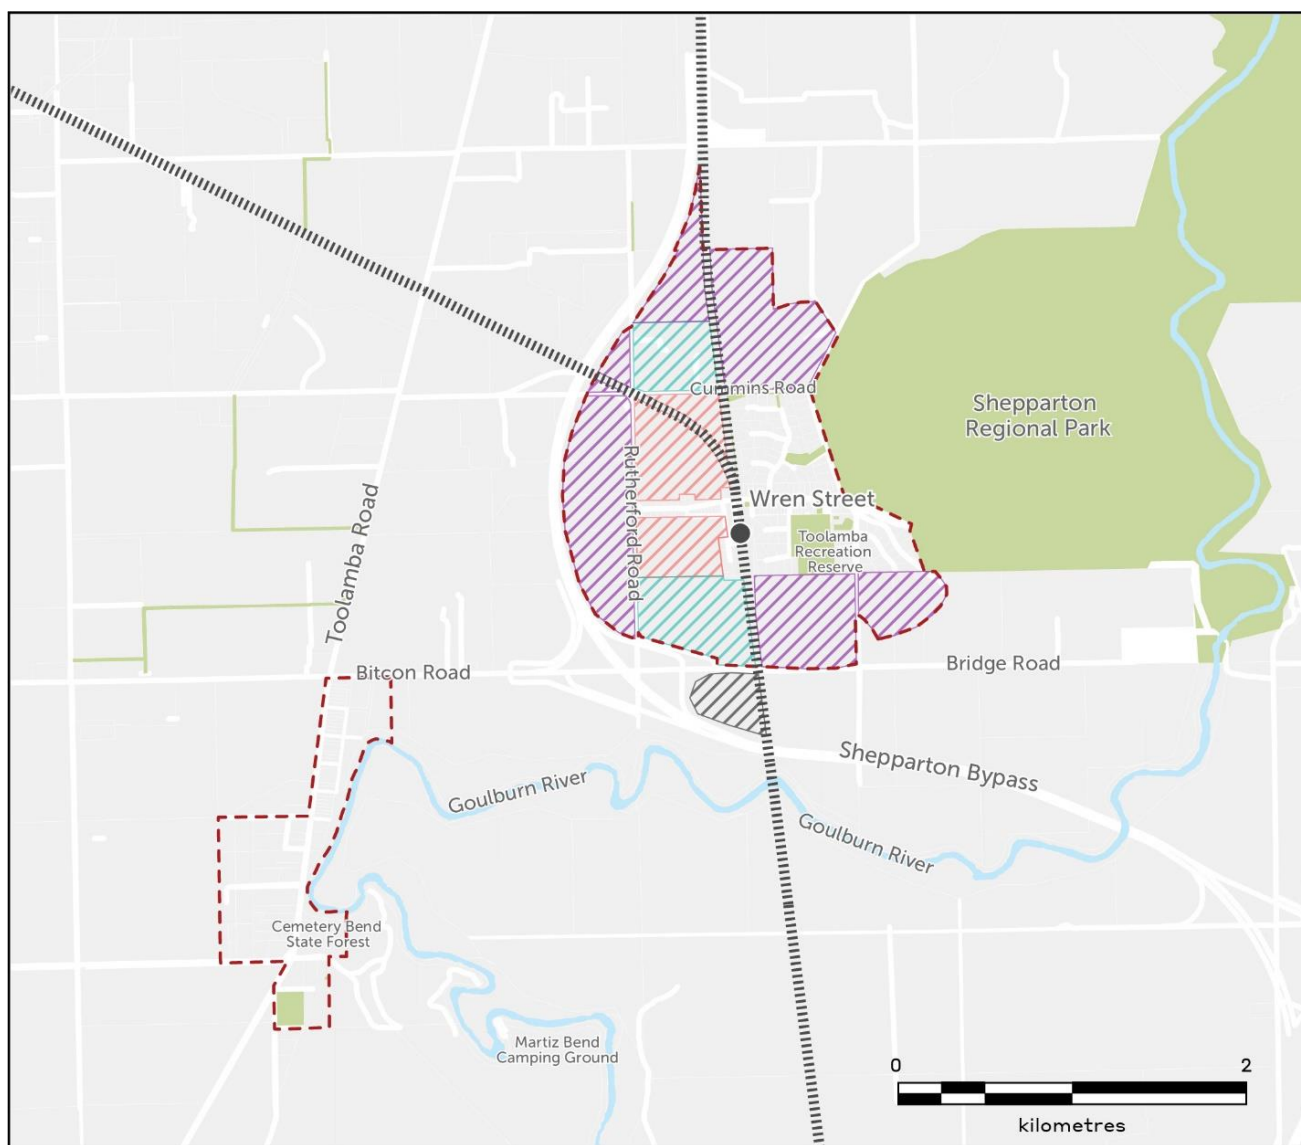 Cummins Road
Shepparton
Regional Park
Rutherford Road
Wren Street
Toolamba Road
Toolamba
Recreation
Reserve
Bitcon Road
Bridge Road
Goulburn River
Shepparton Bypass
Goulburn River
Cemetery Bend
State Forest
Martiz Bend
Camping Ground
0
2
kilometres